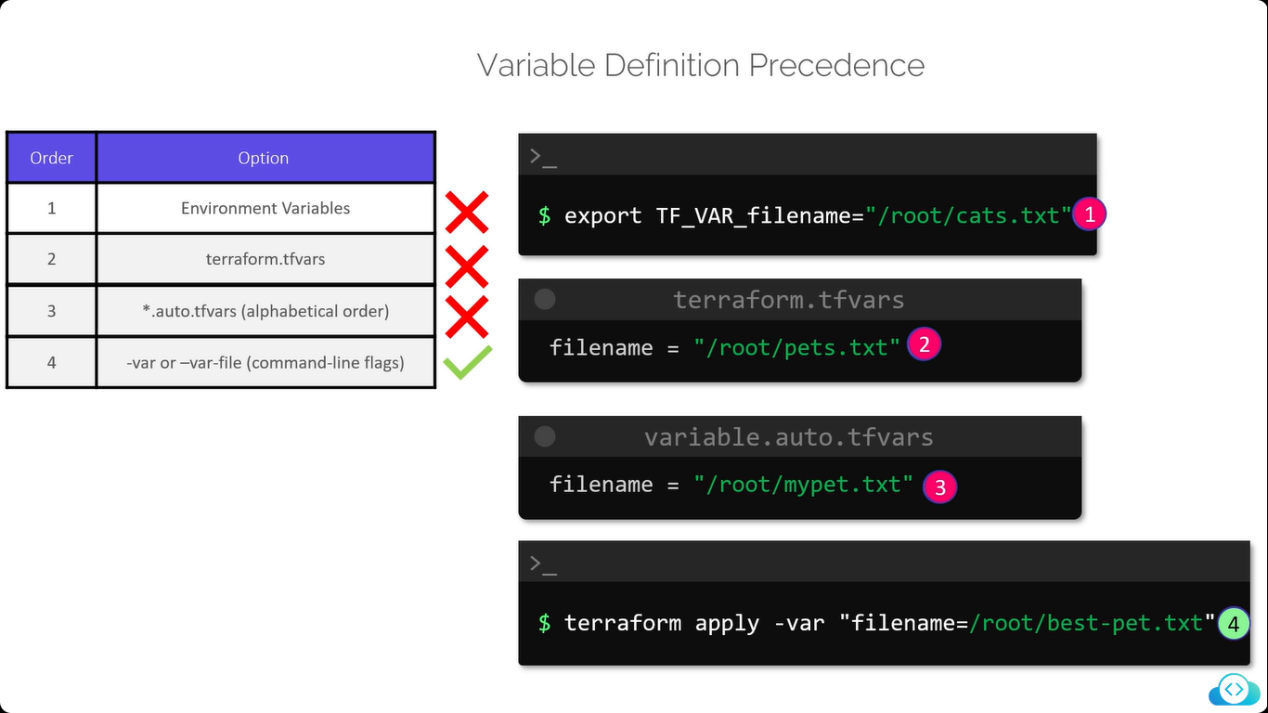 Variable Definition Precedence
Order Option
1 Environment Variables
2 terraform.tfvars
3 *.auto.tfvars (alphabetical order)
4 -var or –var-file (command-line flags)
>_
$ export TF_VAR_filename="/root/cats.txt" 1
terraform.tfvars
filename = "/root/pets.txt" 2
variable.auto.tfvars
filename = "/root/mypet.txt" 3
>_
$ terraform apply -var "filename=/root/best-pet.txt" 4